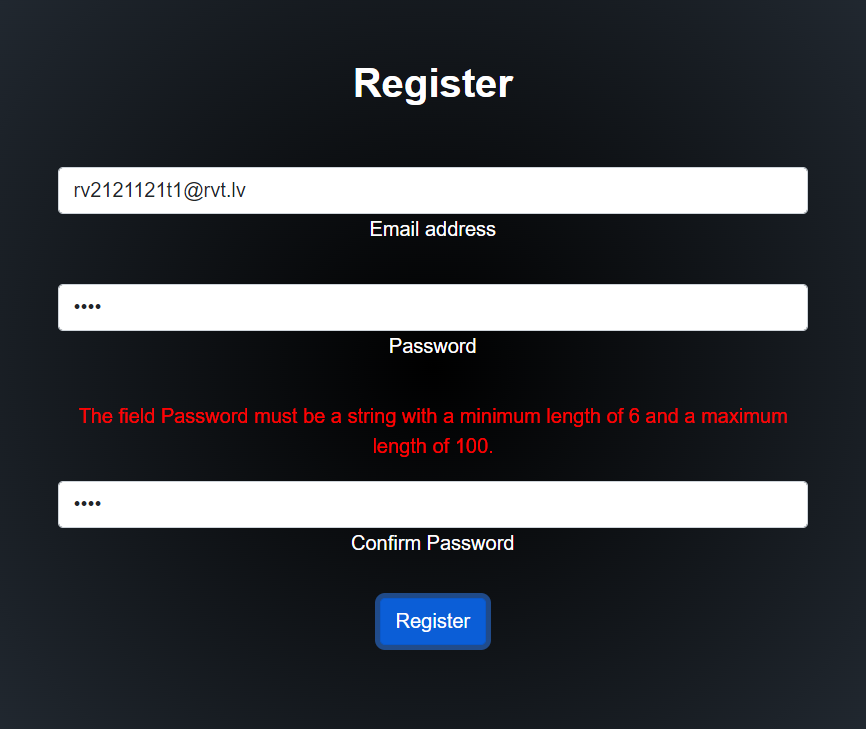 Register
rv2121121t1@rvt.lv
Email address
••••
Password
The field Password must be a string with a minimum length of 6 and a maximum
length of 100.
••••
Confirm Password
Register